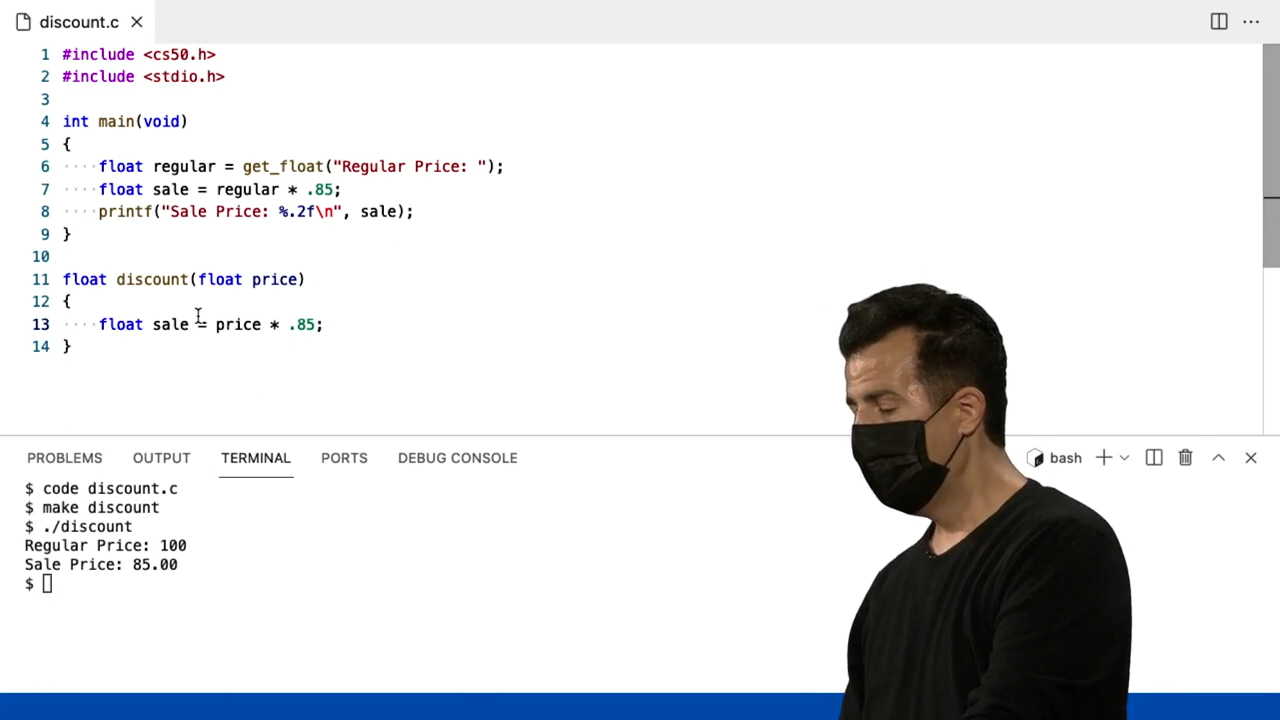 discount.c
1 #include <cs50.h>
2 #include <stdio.h>
3
4 int main(void)
5 {
6 ····float regular = get_float("Regular Price: ");
7 ····float sale = regular * .85;
8 ····printf("Sale Price: %.2f\n", sale);
9 }
10
11 float discount(float price)
12 {
13 ····float sale = price * .85;
14 }
PROBLEMS OUTPUT TERMINAL PORTS DEBUG CONSOLE bash
$ code discount.c
$ make discount
$ ./discount
Regular Price: 100
Sale Price: 85.00
$